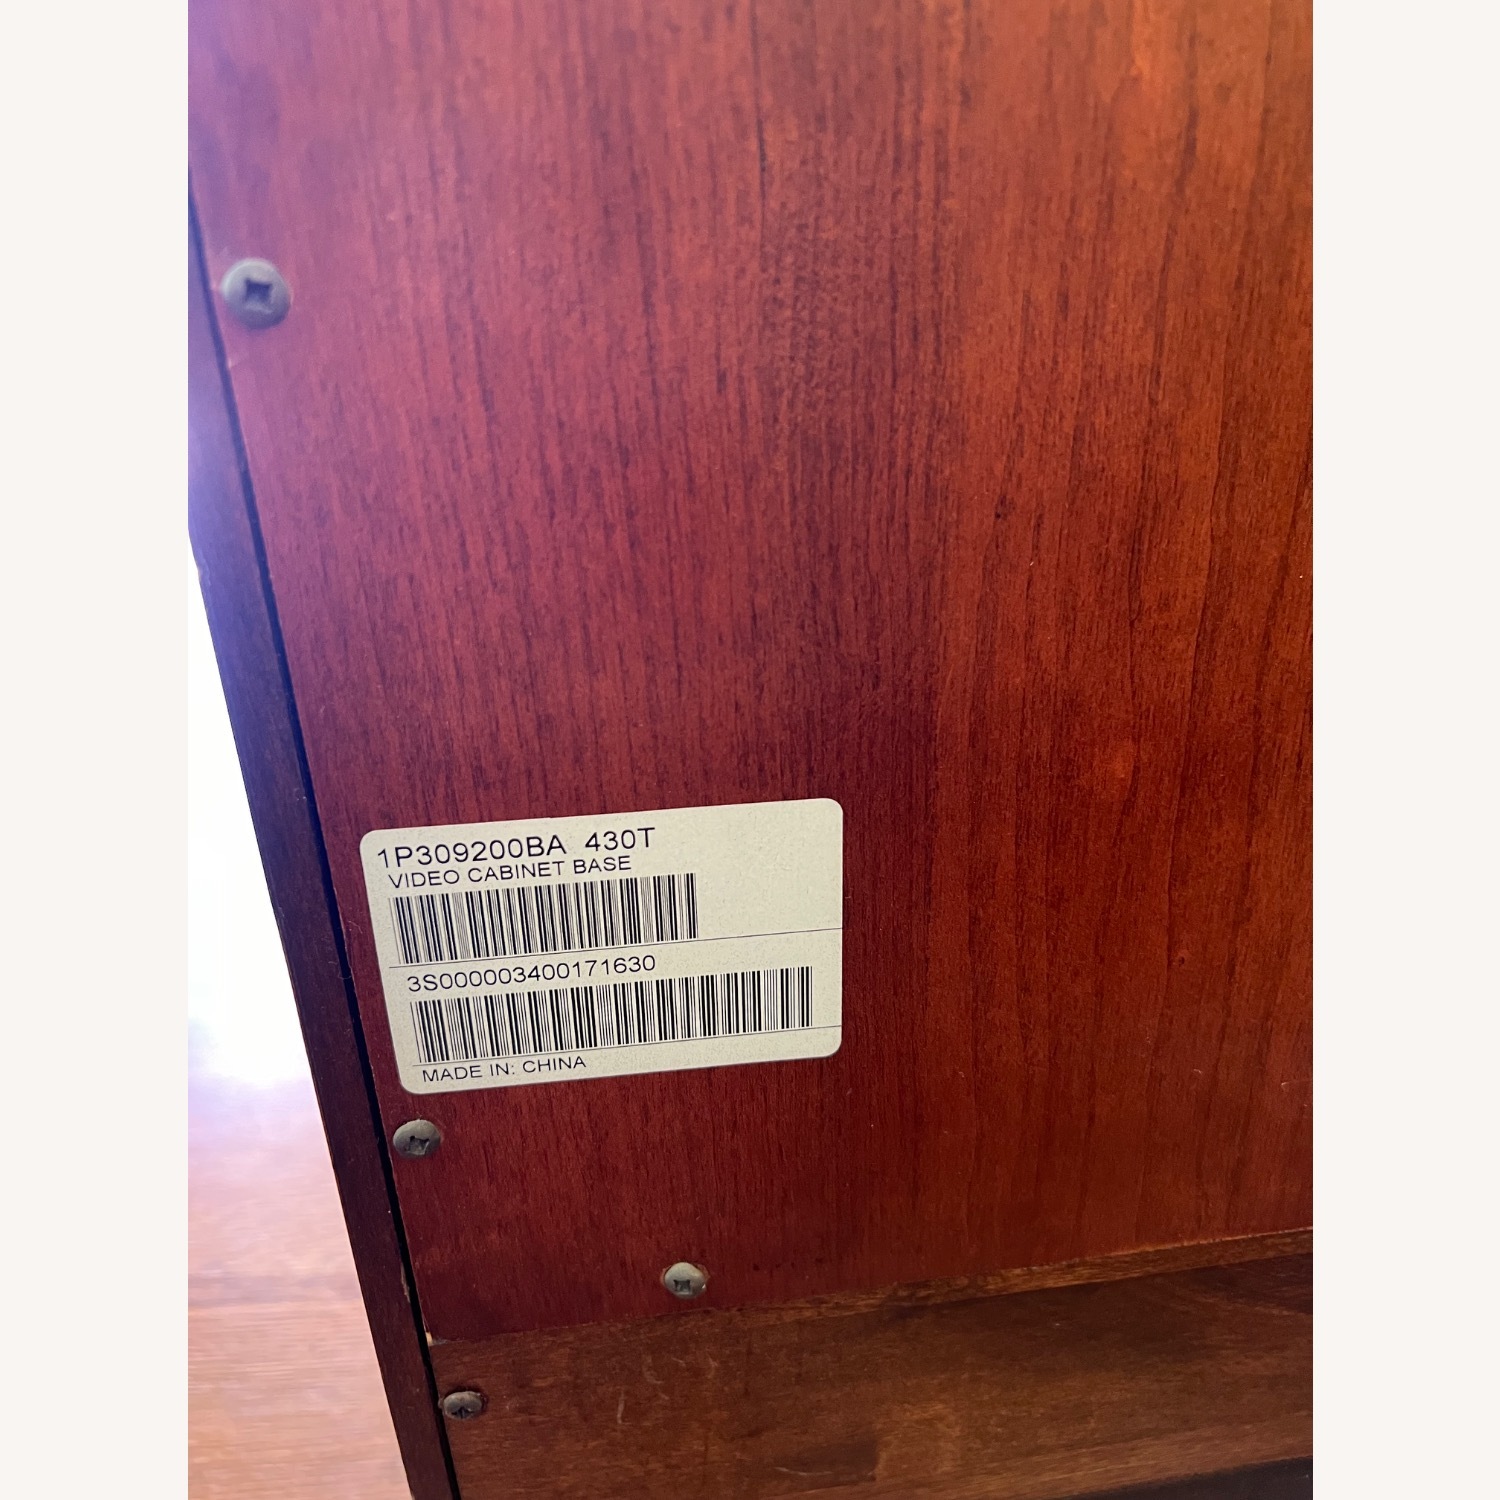 1P309200BA 430T
VIDEO CABINET BASE
3S000003400171630
MADE IN: CHINA